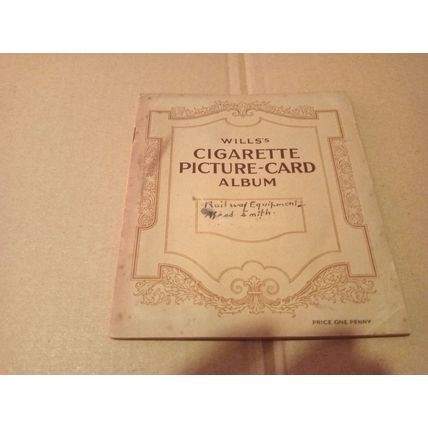 WILLS'S
CIGARETTE
PICTURE-CARD
ALBUM
Railway Equipment
Smith.
PRICE ONE PENNY